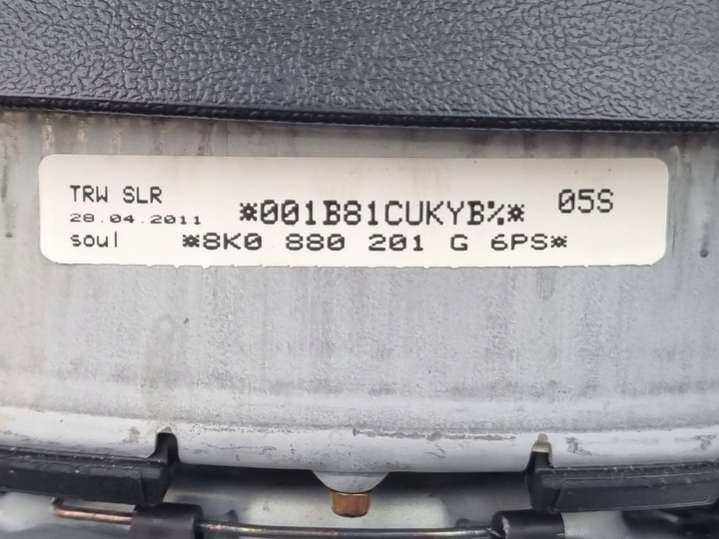 TRW SLR *001B81CUKYB%* 05S
28.04.2011
soul *8K0 880 201 G 6PS*